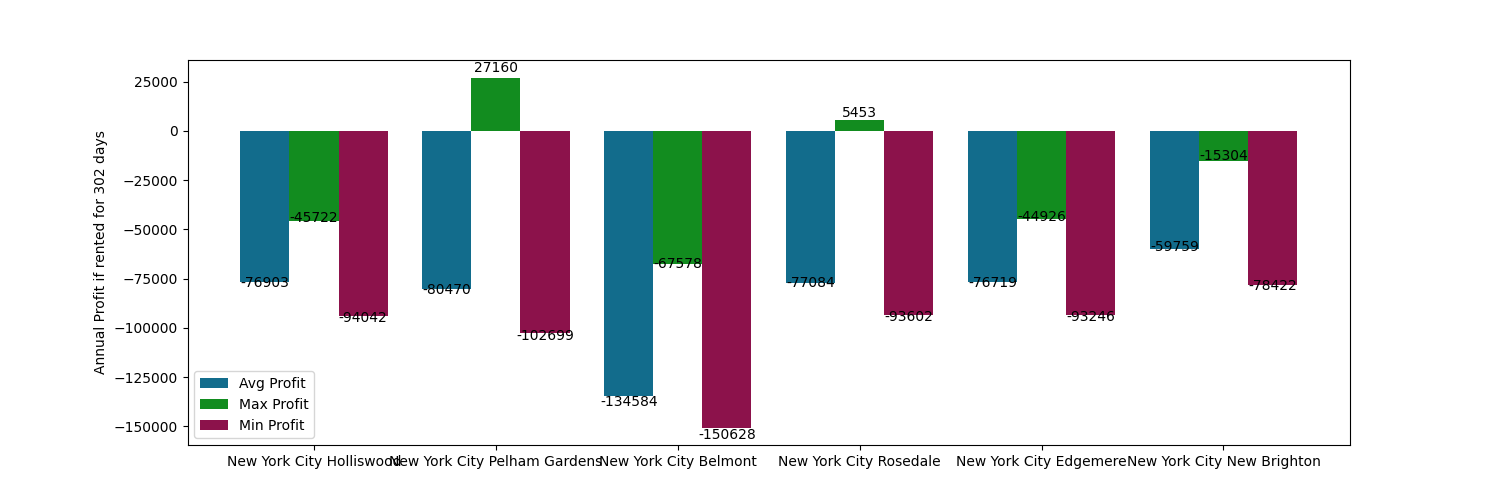 27160
25000
5453
0
-15304
-25000
-45722
-44926
-50000
-59759
-67578
-75000
-76903
-80470
-77084
-76719
-78422
-94042
-93602
-93246
-100000
-102699
-125000
-134584
-150000
-150628
Annual Profit if rented for 302 days
Avg Profit
Max Profit
Min Profit
New York City Holliswood
New York City Pelham Gardens
New York City Belmont
New York City Rosedale
New York City Edgemere
New York City New Brighton